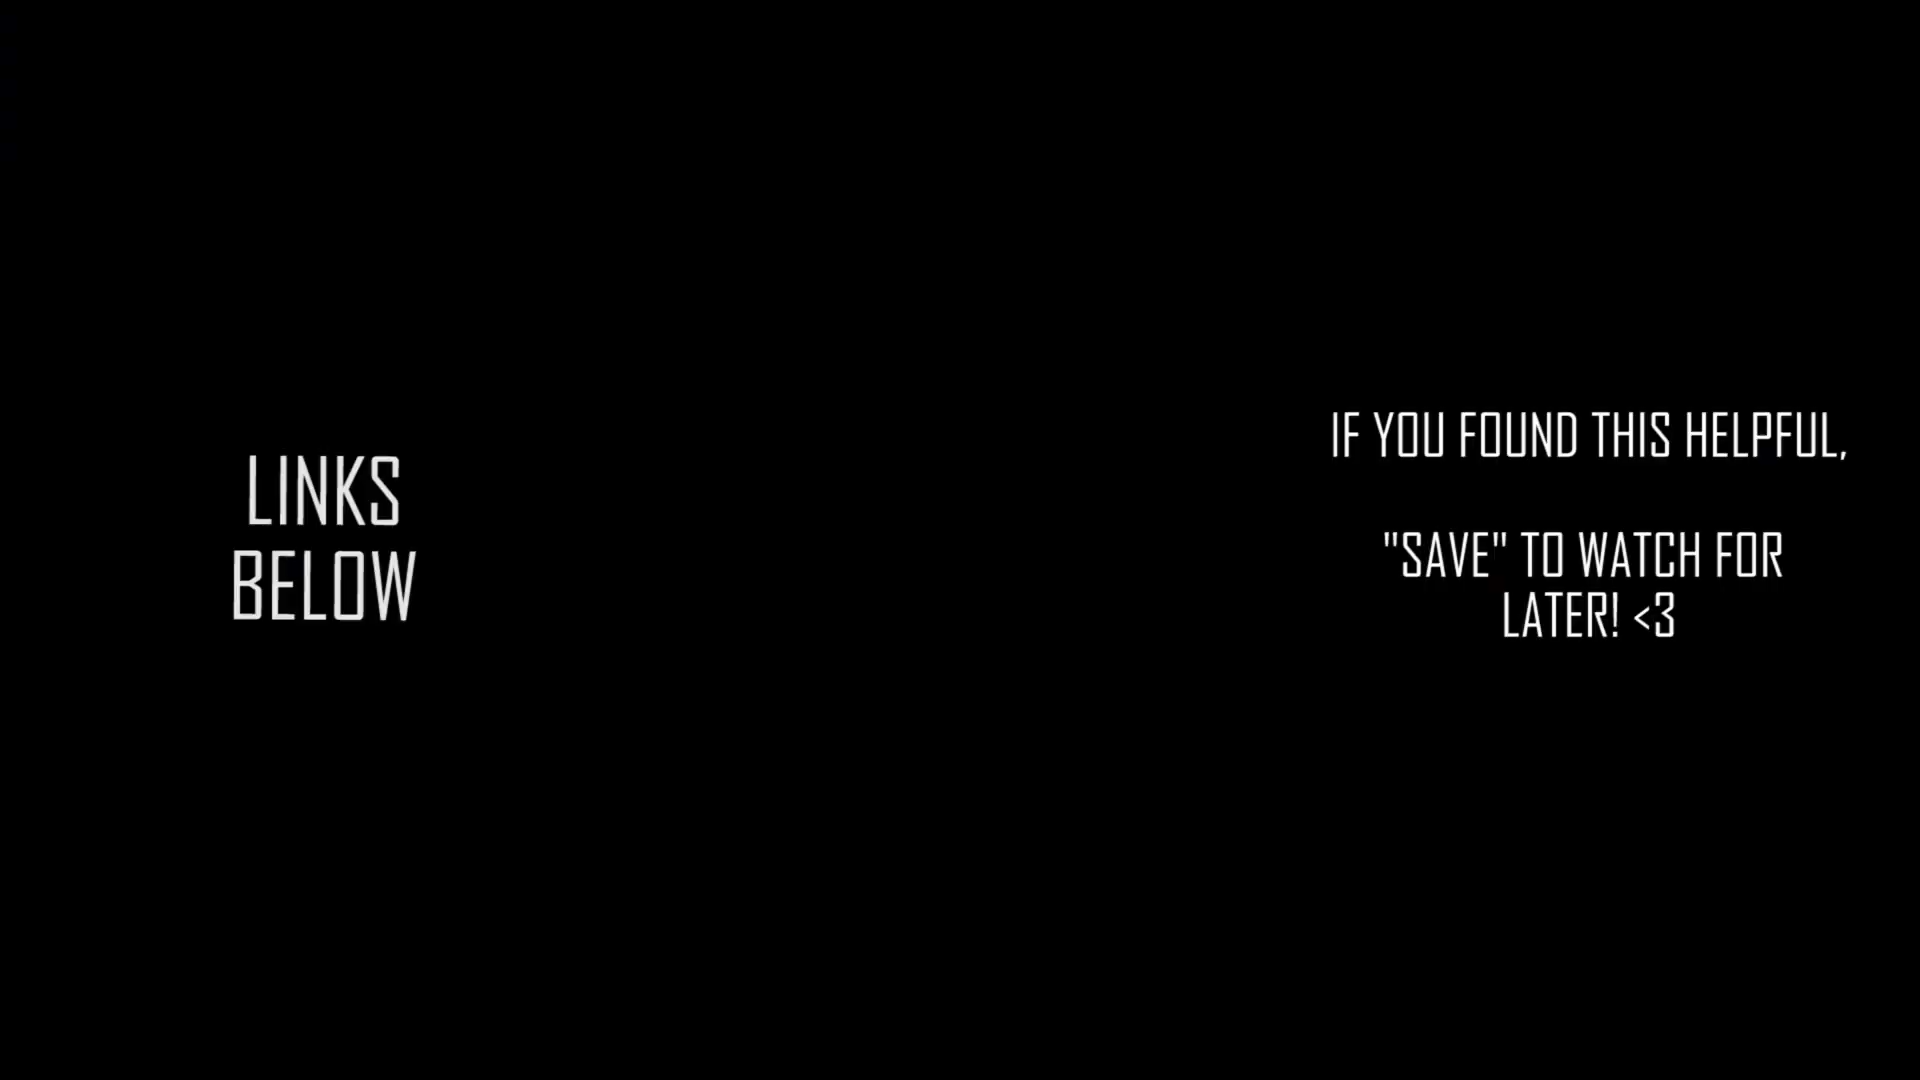 LINKS
BELOW
IF YOU FOUND THIS HELPFUL,
"SAVE" TO WATCH FOR
LATER! <3